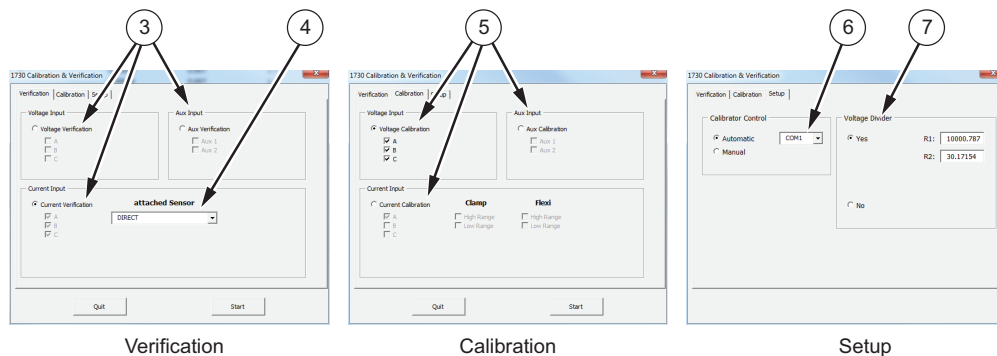 3
4
5
6
7
1730 Calibration & Verification
Verification Calibration Setup
Voltage Input
Voltage Verification
A
B
C
Aux Input
Aux Verification
Aux 1
Aux 2
Current Input
Current Verification
A
B
C
attached Sensor
DIRECT
Quit
Start
Verification
1730 Calibration & Verification
Verification Calibration Setup
Voltage Input
Voltage Calibration
A
B
C
Aux Input
Aux Calibration
Aux 1
Aux 2
Current Input
Current Calibration
A
B
C
Clamp
High Range
Low Range
Flexi
High Range
Low Range
Quit
Start
Calibration
1730 Calibration & Verification
Verification Calibration Setup
Calibrator Control
Automatic
COM1
Manual
Voltage Divider
Yes
R1: 10000.787
R2: 30.17154
No
Setup